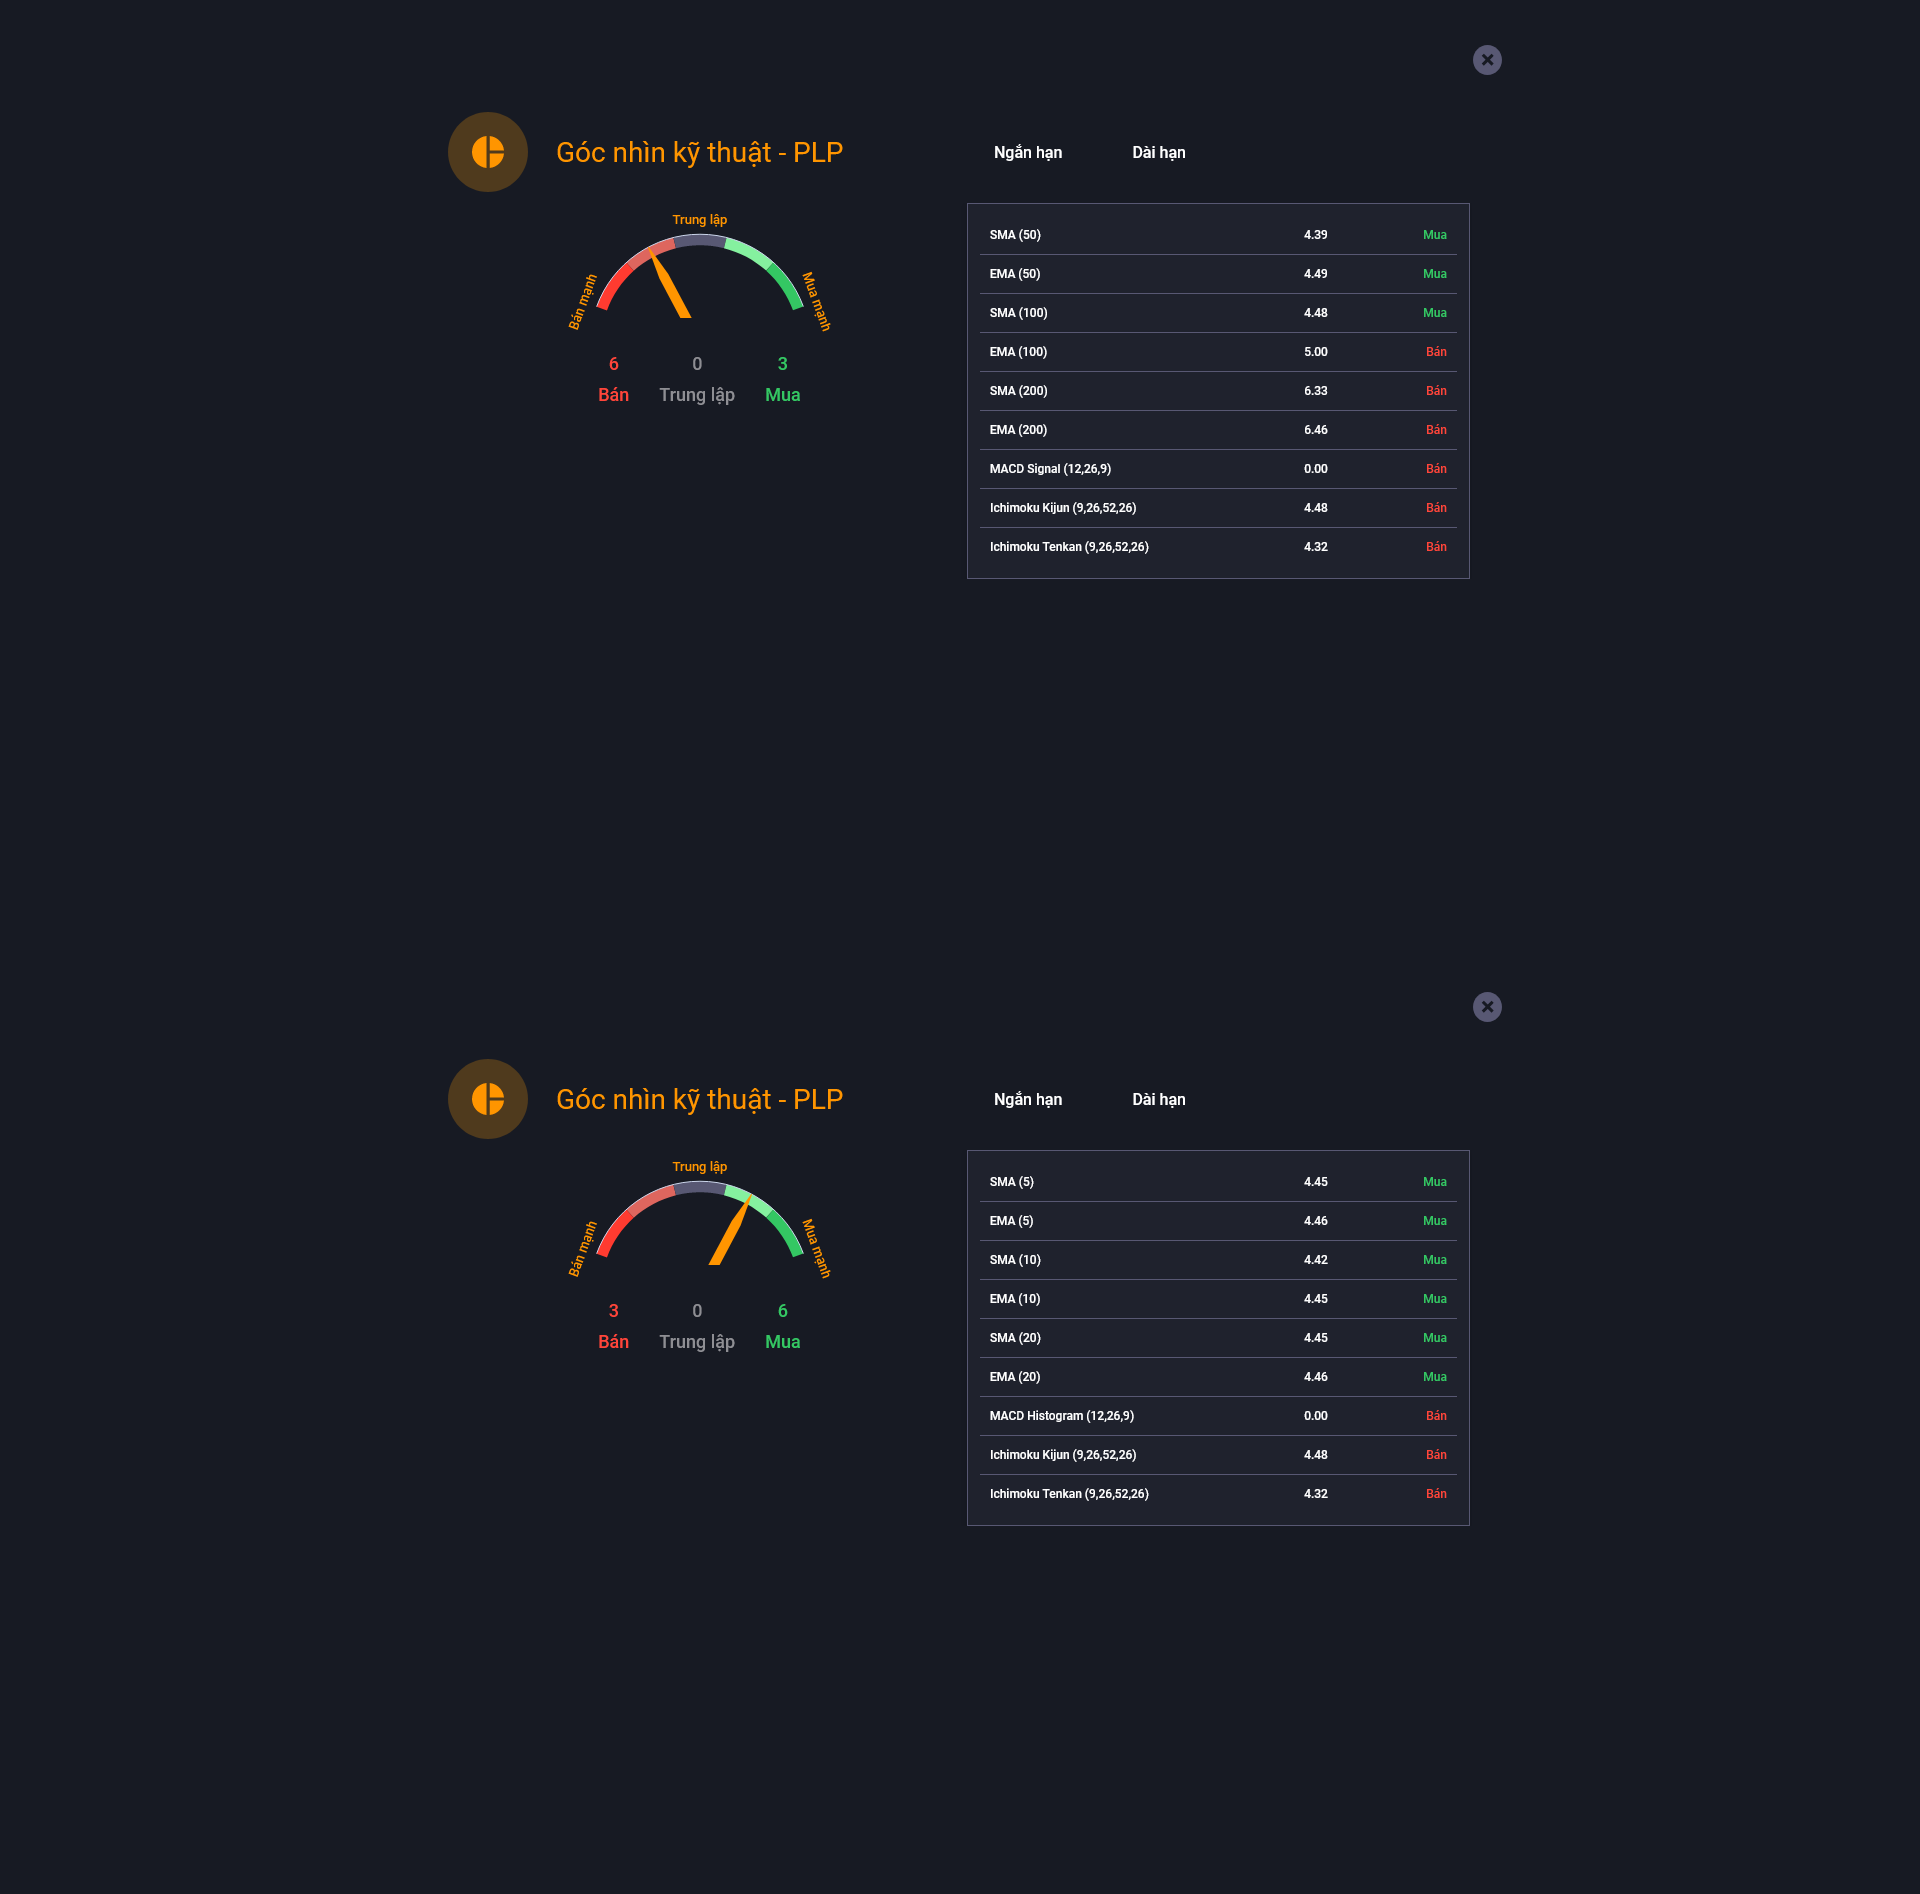 Góc nhìn kỹ thuật - PLP
Ngắn hạn Dài hạn
Trung lập
Bán mạnh
Mua mạnh
6 0 3
Bán Trung lập Mua
SMA (50) 4.39 Mua
EMA (50) 4.49 Mua
SMA (100) 4.48 Mua
EMA (100) 5.00 Bán
SMA (200) 6.33 Bán
EMA (200) 6.46 Bán
MACD Signal (12,26,9) 0.00 Bán
Ichimoku Kijun (9,26,52,26) 4.48 Bán
Ichimoku Tenkan (9,26,52,26) 4.32 Bán
Góc nhìn kỹ thuật - PLP
Ngắn hạn Dài hạn
Trung lập
Bán mạnh
Mua mạnh
3 0 6
Bán Trung lập Mua
SMA (5) 4.45 Mua
EMA (5) 4.46 Mua
SMA (10) 4.42 Mua
EMA (10) 4.45 Mua
SMA (20) 4.45 Mua
EMA (20) 4.46 Mua
MACD Histogram (12,26,9) 0.00 Bán
Ichimoku Kijun (9,26,52,26) 4.48 Bán
Ichimoku Tenkan (9,26,52,26) 4.32 Bán